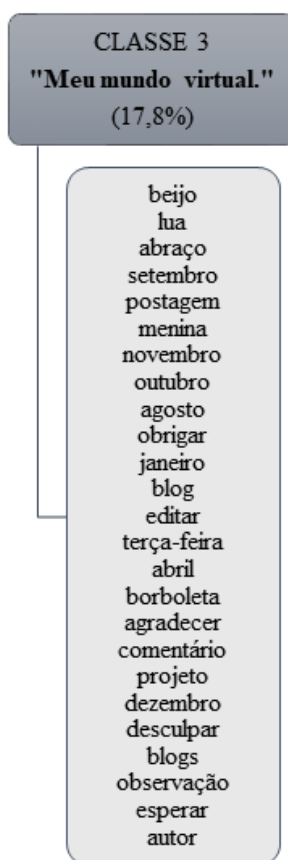 CLASSE 3
"Meu mundo virtual."
(17,8%)
beijo
lua
abraço
setembro
postagem
menina
novembro
outubro
agosto
obrigar
janeiro
blog
editar
terça-feira
abril
borboleta
agradecer
comentário
projeto
dezembro
desculpar
blogs
observação
esperar
autor